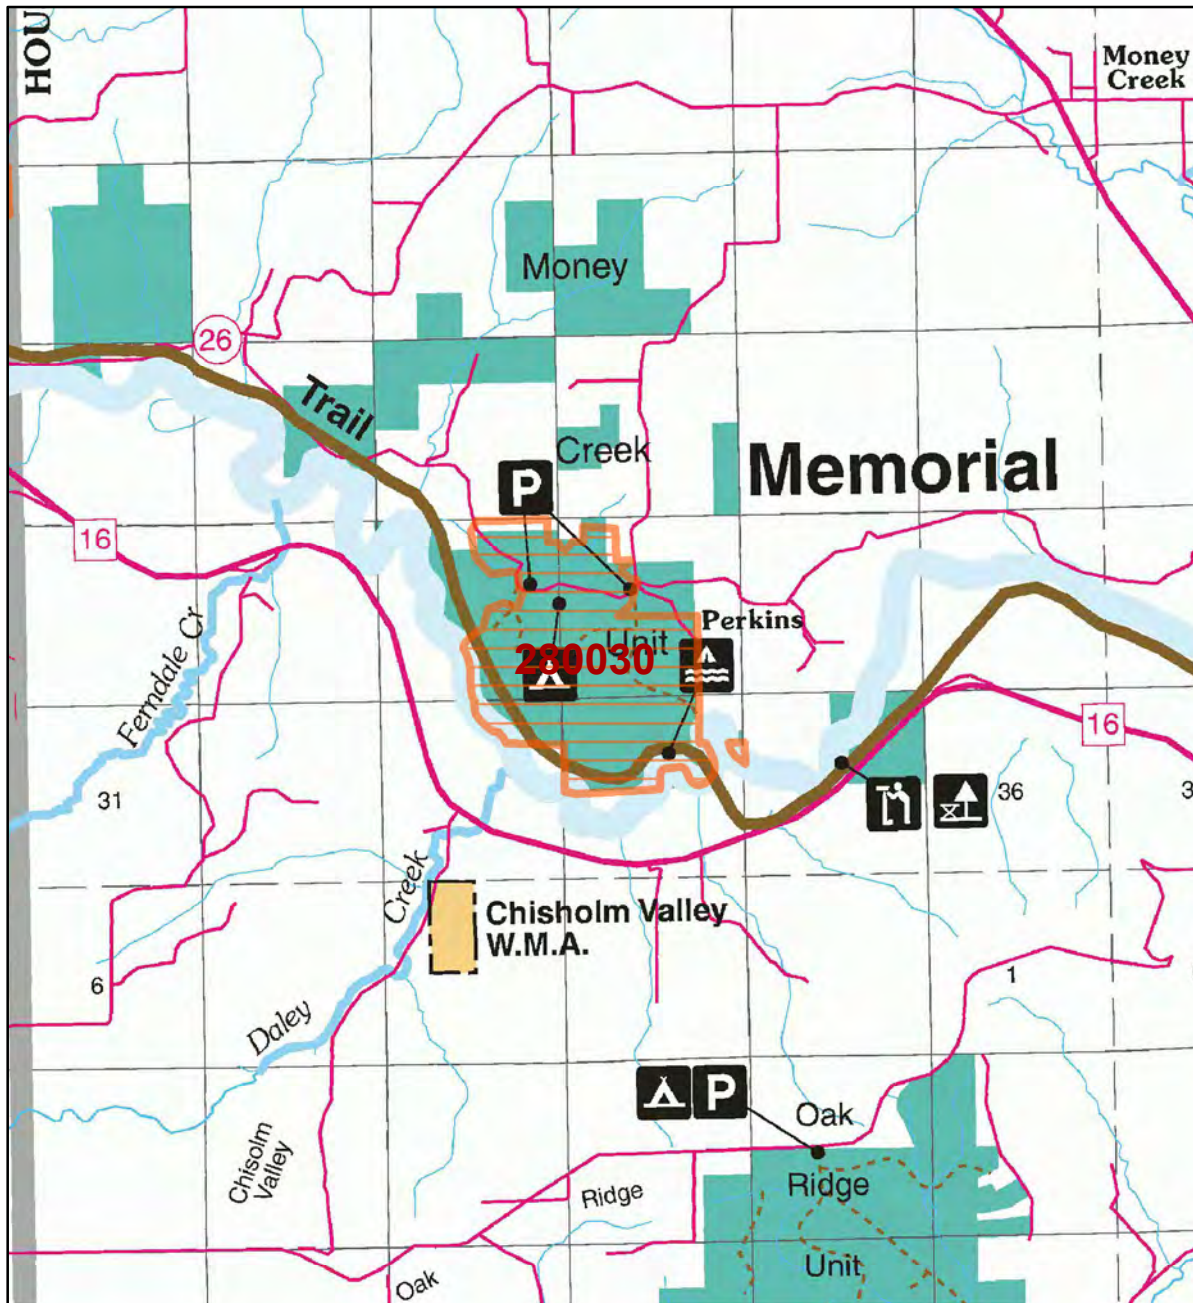 HOU
Money
Creek
Money
26
Trail
Creek
P
Memorial
16
Perkins
Unit
280030
Ferndale Cr
16
31
36
3
Creek
Chisholm Valley
W.M.A.
6
1
Daley
P
Oak
Chisolm
Valley
Ridge
Ridge
Unit
Oak